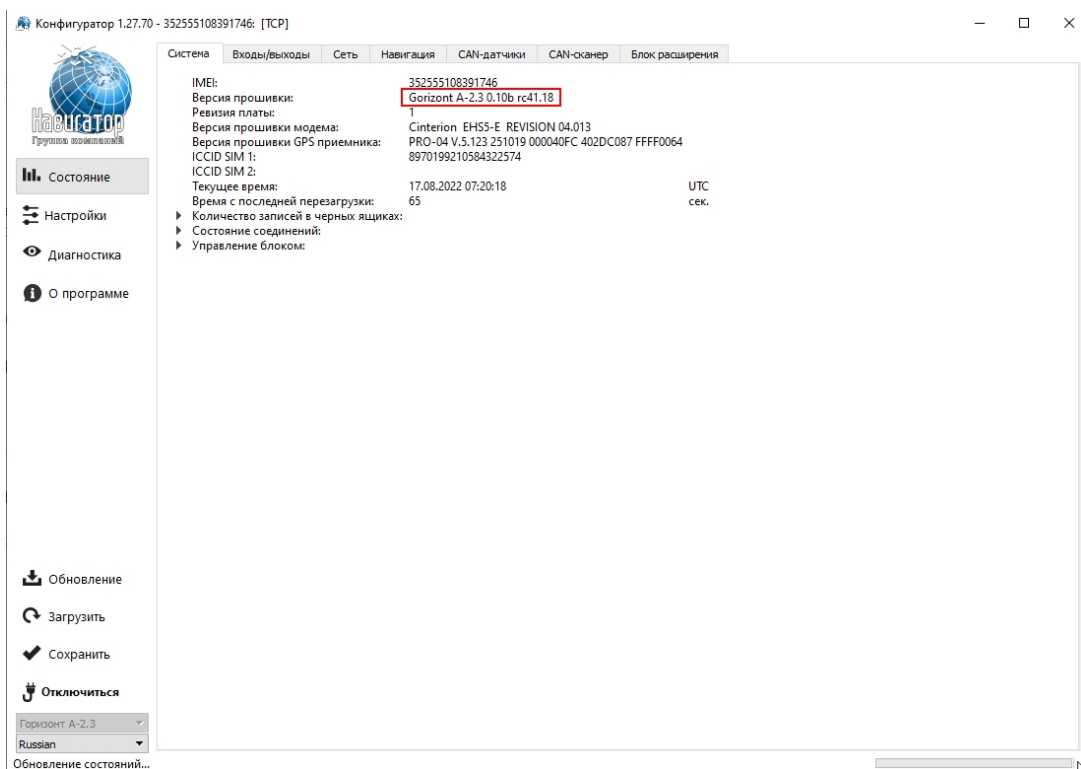 Конфигуратор 1.27.70 - 352555108391746: [TCP]
Система Входы/выходы Сеть Навигация CAN-датчики CAN-сканер Блок расширения
Навигатор
Группа компаний
Состояние
Настройки
Диагностика
О программе
IMEI: 352555108391746
Версия прошивки: Gorizont A-2.3 0.10b rc41.18
Ревизия платы: 1
Версия прошивки модема: Cinterion EHS5-E REVISION 04.013
Версия прошивки GPS приемника: PRO-04 V.5.123 251019 000040FC 402DC087 FFFF0064
ICCID SIM 1: 8970199210584322574
ICCID SIM 2:
Текущее время: 17.08.2022 07:20:18 UTC
Время с последней перезагрузки: 65 сек.
Количество записей в черных ящиках:
Состояние соединений:
Управление блоком:
Обновление
Загрузить
Сохранить
Отключиться
Горизонт A-2.3
Russian
Обновление состояний...